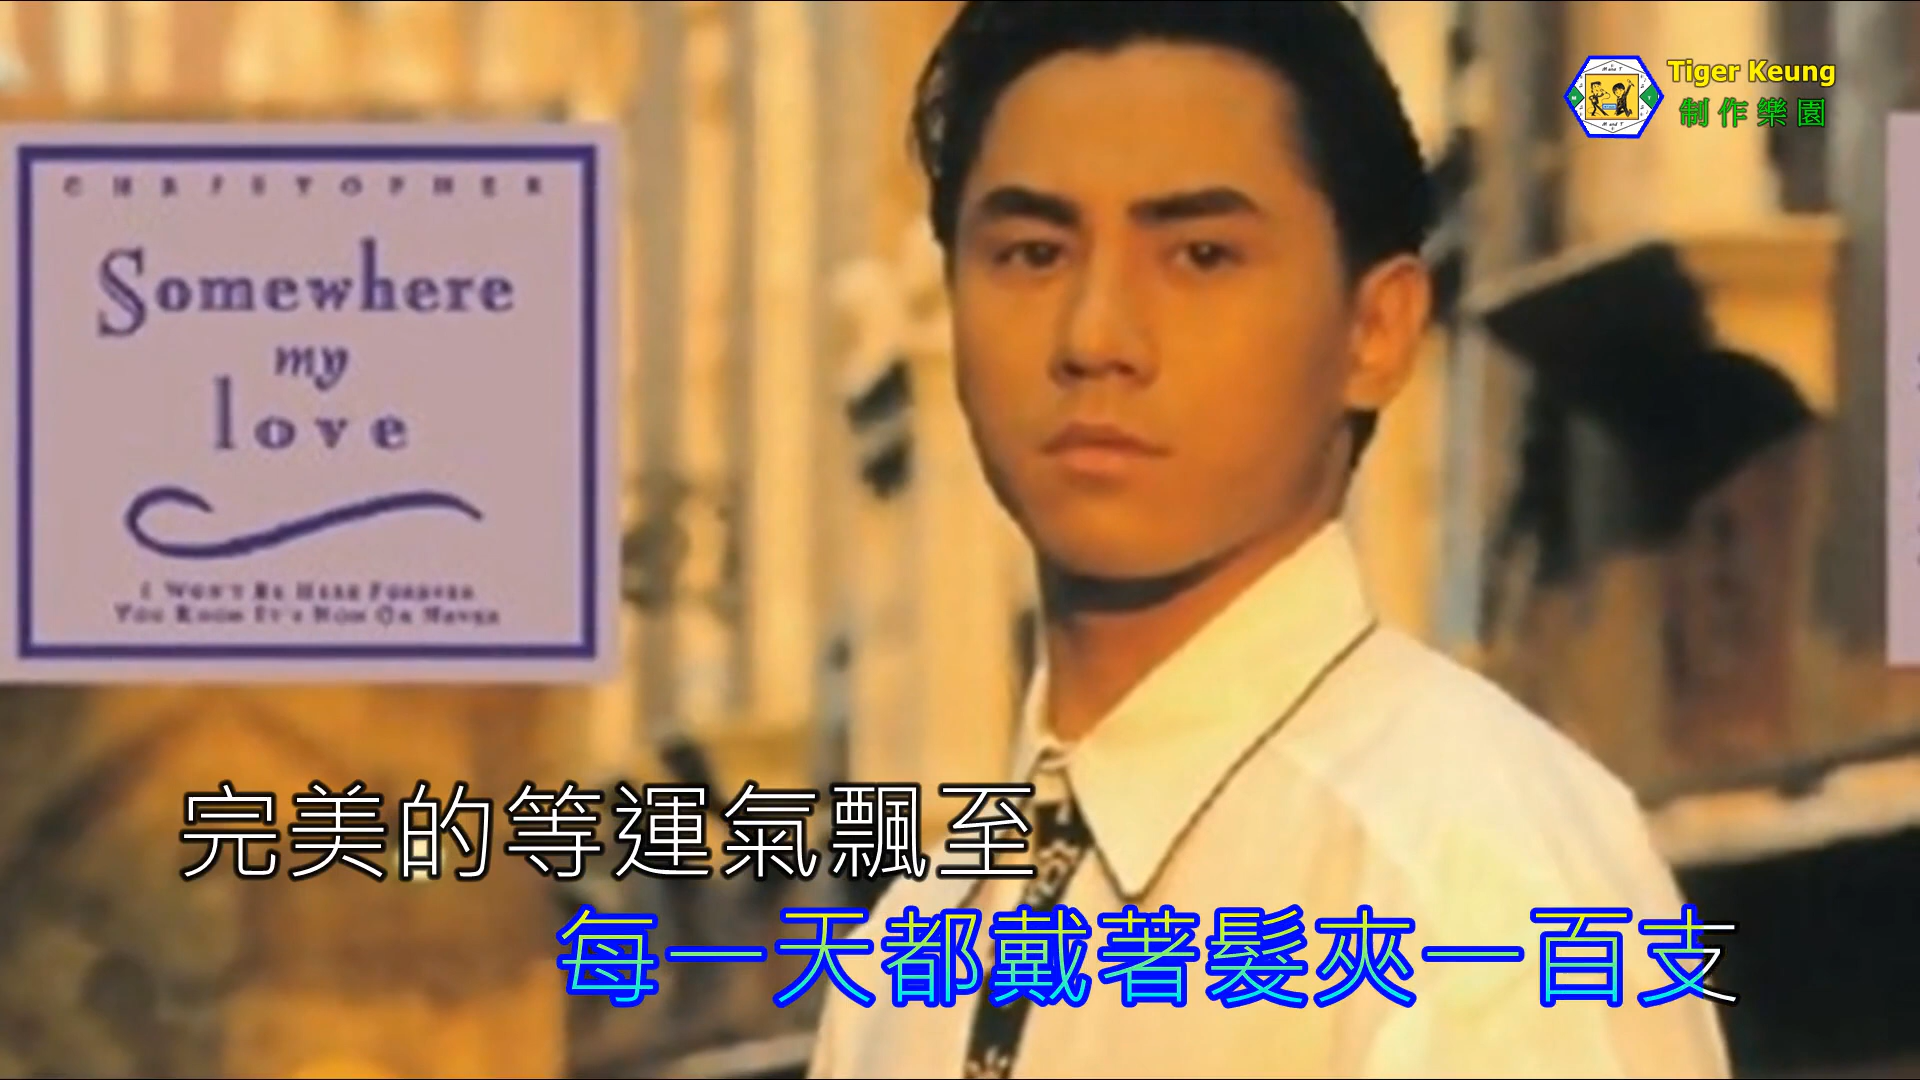 Tiger Keung
制作樂園
CHRISTOPHER
Somewhere
my
love
I WON'T BE HERE FOREVER
YOU KNOW IT'S NOW OR NEVER
完美的等運氣飄至
每一天都戴著髮夾一百支